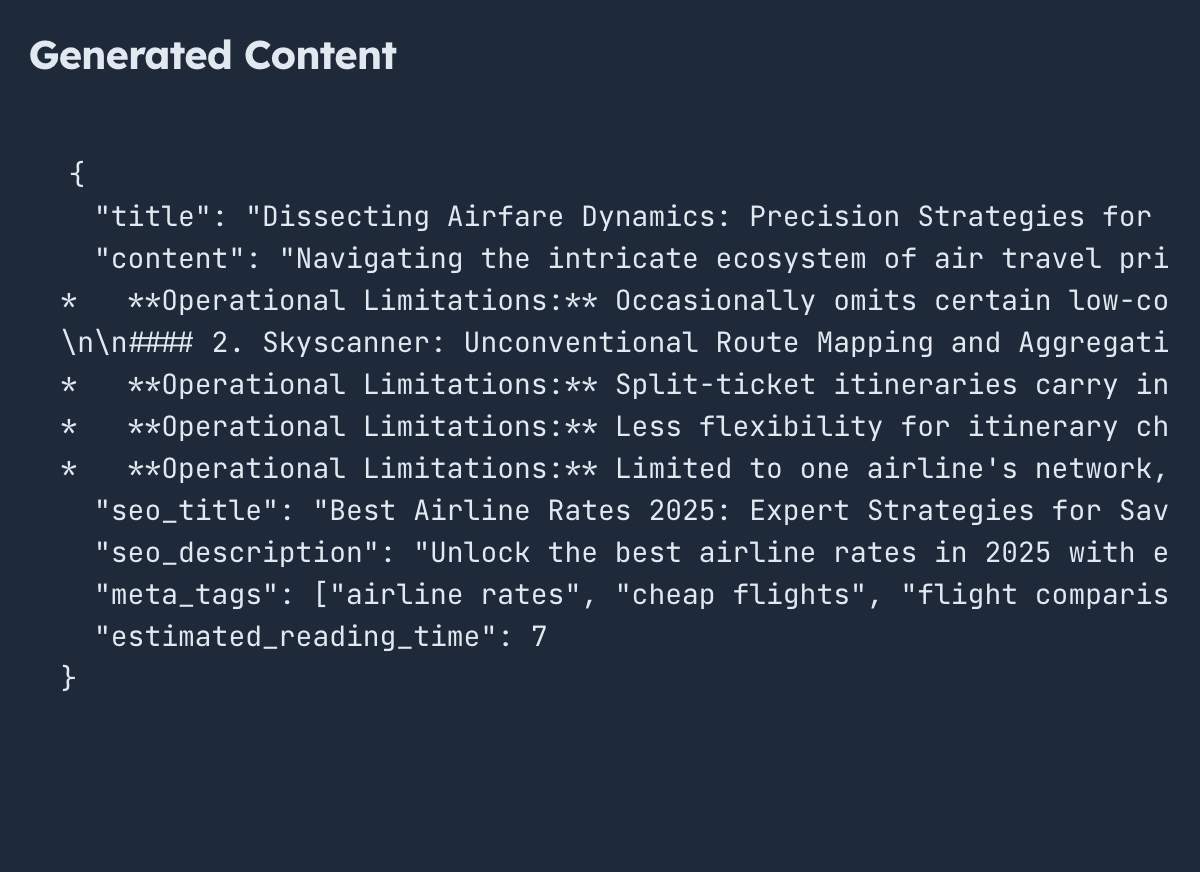 Generated Content
{
"title": "Dissecting Airfare Dynamics: Precision Strategies for
"content": "Navigating the intricate ecosystem of air travel pri
*   **Operational Limitations:** Occasionally omits certain low-co
\n\n#### 2. Skyscanner: Unconventional Route Mapping and Aggregati
*   **Operational Limitations:** Split-ticket itineraries carry in
*   **Operational Limitations:** Less flexibility for itinerary ch
*   **Operational Limitations:** Limited to one airline's network,
"seo_title": "Best Airline Rates 2025: Expert Strategies for Sav
"seo_description": "Unlock the best airline rates in 2025 with e
"meta_tags": ["airline rates", "cheap flights", "flight comparis
"estimated_reading_time": 7
}